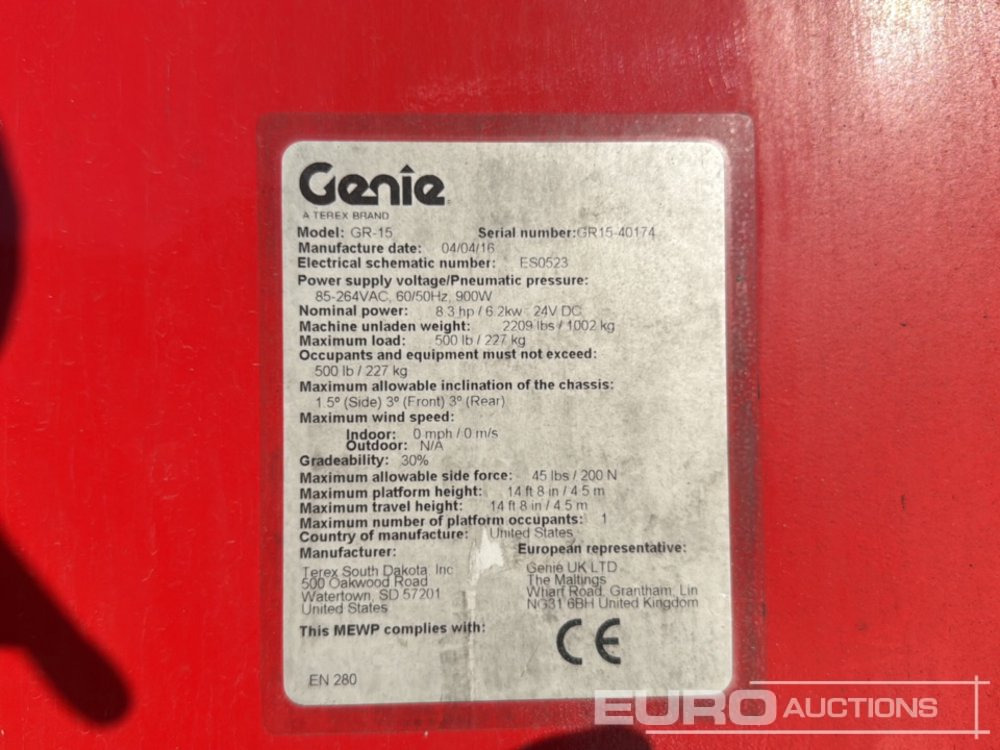 Genie
A TEREX BRAND
Model: GR-15 Serial number:GR15-40174
Manufacture date: 04/04/16
Electrical schematic number: ES0523
Power supply voltage/Pneumatic pressure:
85-264VAC, 60/50Hz, 900W
Nominal power: 8.3 hp / 6.2kw 24V DC
Machine unladen weight: 2209 lbs / 1002 kg
Maximum load: 500 lb / 227 kg
Occupants and equipment must not exceed:
500 lb / 227 kg
Maximum allowable inclination of the chassis:
1.5º (Side) 3º (Front) 3º (Rear)
Maximum wind speed:
Indoor: 0 mph / 0 m/s
Outdoor: N/A
Gradeability: 30%
Maximum allowable side force: 45 lbs / 200 N
Maximum platform height: 14 ft 8 in / 4.5 m
Maximum travel height: 14 ft 8 in / 4.5 m
Maximum number of platform occupants: 1
Country of manufacture: United States
Manufacturer: European representative:
Terex South Dakota, Inc Genie UK LTD
500 Oakwood Road The Maltings
Watertown, SD 57201 Wharf Road, Grantham, Lin
United States NG31 6BH United Kingdom
This MEWP complies with: CE
EN 280
EURO AUCTIONS